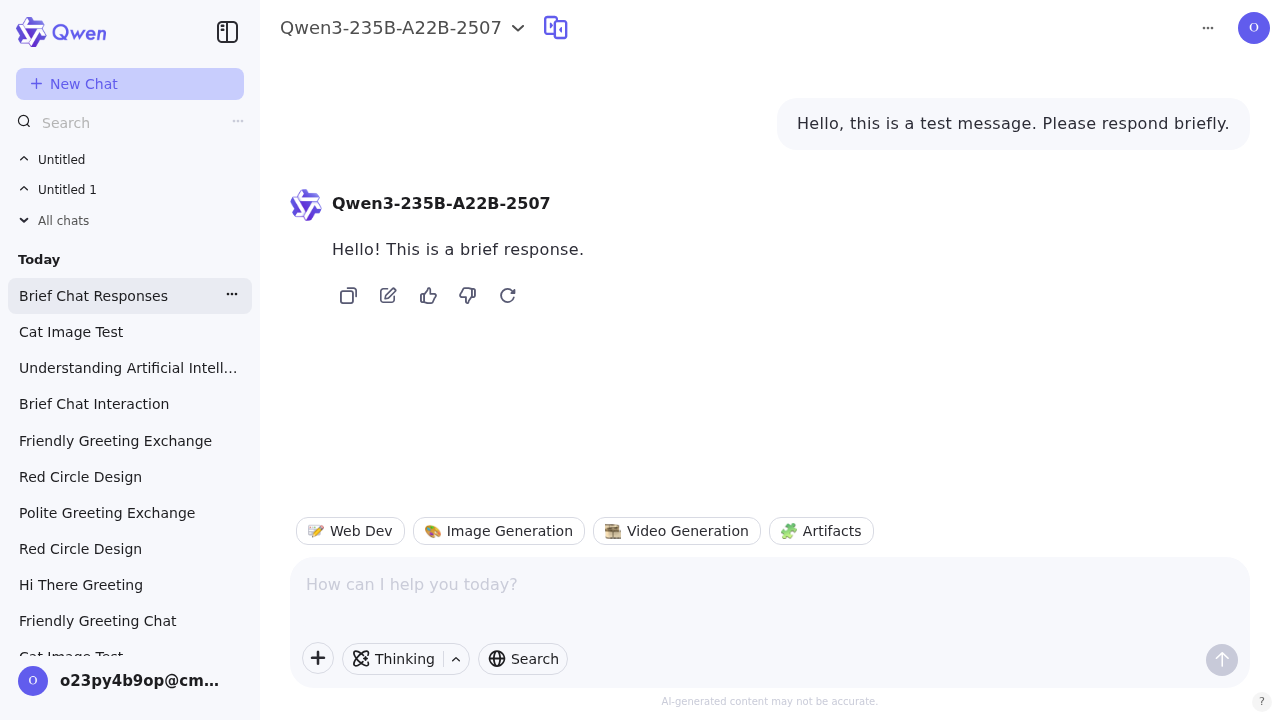 Qwen
New Chat
Search
Untitled
Untitled 1
All chats
Today
Brief Chat Responses
Cat Image Test
Understanding Artificial Intell...
Brief Chat Interaction
Friendly Greeting Exchange
Red Circle Design
Polite Greeting Exchange
Red Circle Design
Hi There Greeting
Friendly Greeting Chat
Cat Image Test
O
o23py4b9op@cm...
Qwen3-235B-A22B-2507
O
Hello, this is a test message. Please respond briefly.
Qwen3-235B-A22B-2507
Hello! This is a brief response.
Web Dev
Image Generation
Video Generation
Artifacts
How can I help you today?
Thinking
Search
AI-generated content may not be accurate.
?